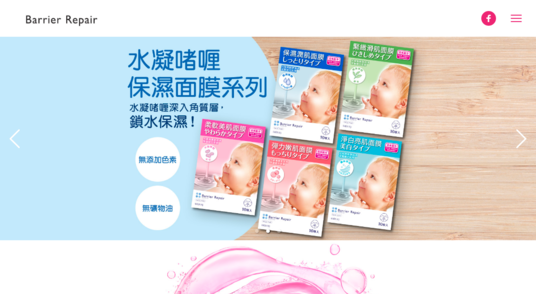 Barrier Repair
水凝啫喱
保濕面膜系列
水凝啫喱深入角質層，
鎖水保濕！
無添加色素
無礦物油
保濕潤肌面膜
しっとりタイプ
Barrier Repair
緊緻滑肌面膜
ひきしめタイプ
Barrier Repair
柔軟美肌面膜
やわらかタイプ
Barrier Repair
彈力嫩肌面膜
もっちりタイプ
Barrier Repair
淨白亮肌面膜
美白タイプ
Barrier Repair